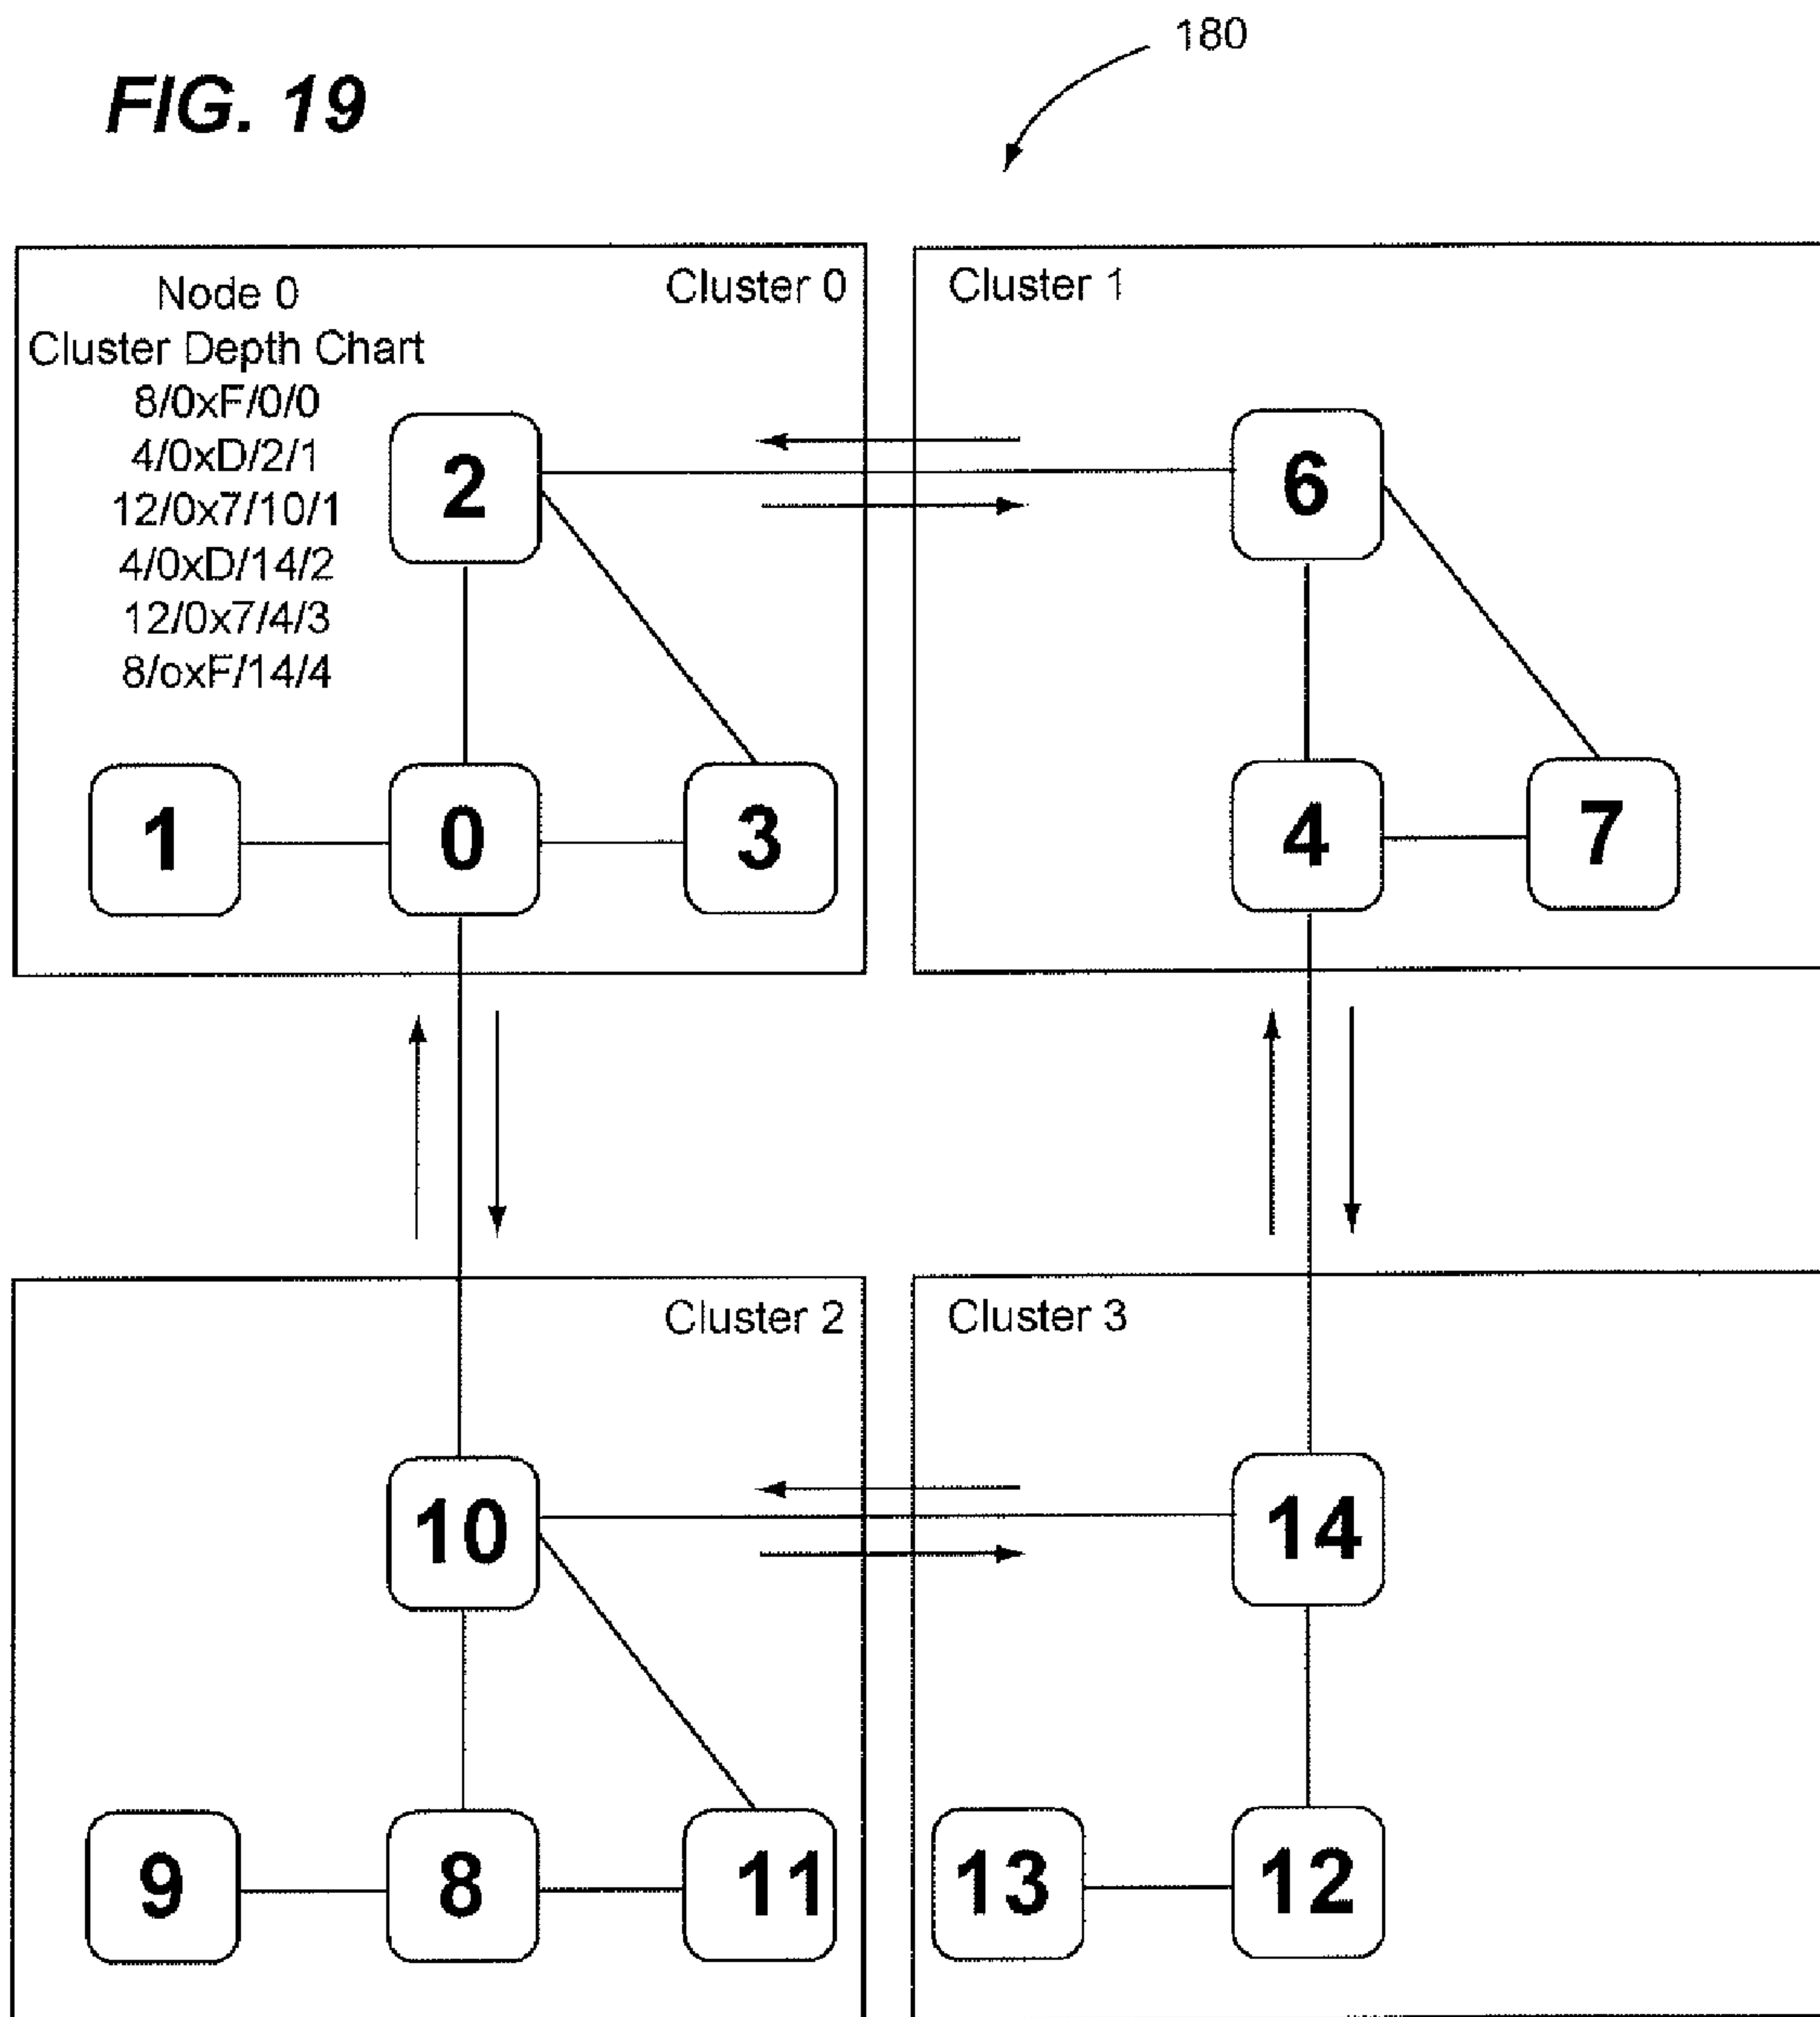 180
FIG. 19
Node 0
Cluster 0
Cluster Depth Chart
8/0xF/0/0
4/0xD/2/1
12/0x7/10/1
4/0xD/14/2
12/0x7/4/3
8/oxF/14/4
2
1
0
3
Cluster 1
6
4
7
Cluster 2
10
9
8
11
Cluster 3
14
13
12